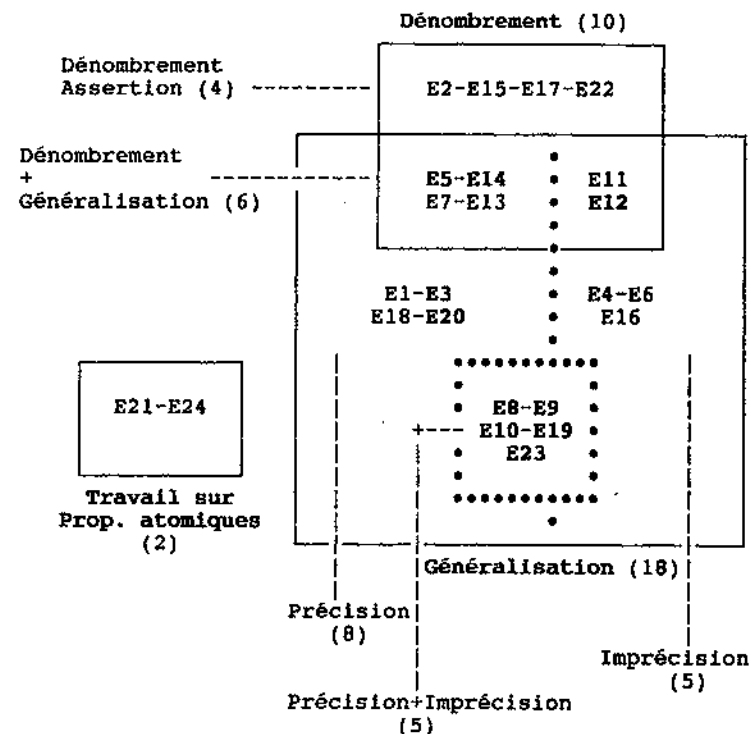 Dénombrement (10)
Dénombrement
Assertion (4)
E2-E15-E17-E22
Dénombrement
+
Généralisation (6)
E5-E14
E7-E13
E11
E12
E1-E3
E18-E20
E4-E6
E16
E21-E24
E8-E9
E10-E19
E23
Travail sur
Prop. atomiques
(2)
Généralisation (18)
Précision
(8)
Imprécision
(5)
Précision+Imprécision
(5)